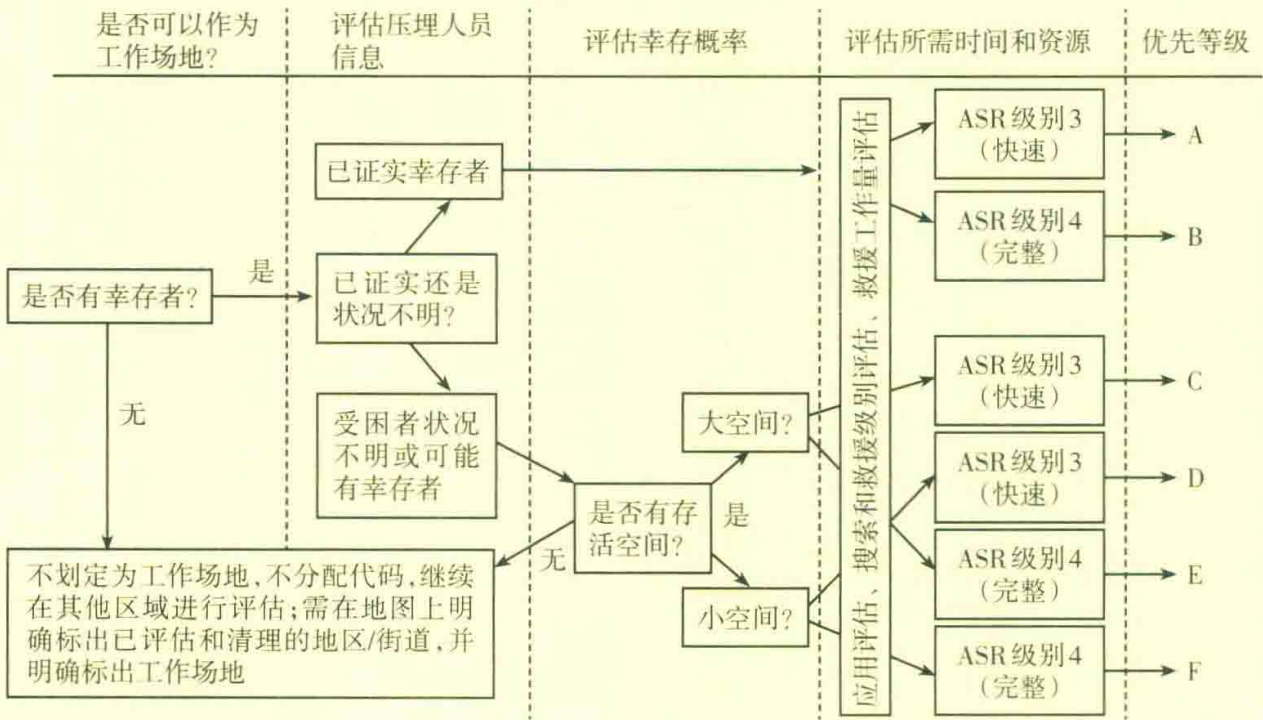 是否可以作为
工作场地?
评估压埋人员
信息
评估幸存概率
评估所需时间和资源
优先等级
是否有幸存者?
是
无
已证实幸存者
已证实还是
状况不明?
受困者状况
不明或可能
有幸存者
是否有存
活空间?
是
无
大空间?
小空间?
应用评估、搜索和救援级别评估、救援工作量评估
ASR级别3
(快速)
A
ASR级别4
(完整)
B
ASR级别3
(快速)
C
ASR级别3
(快速)
D
ASR级别4
(完整)
E
ASR级别4
(完整)
F
不划定为工作场地,不分配代码,继续
在其他区域进行评估;需在地图上明
确标出已评估和清理的地区/街道,并
明确标出工作场地